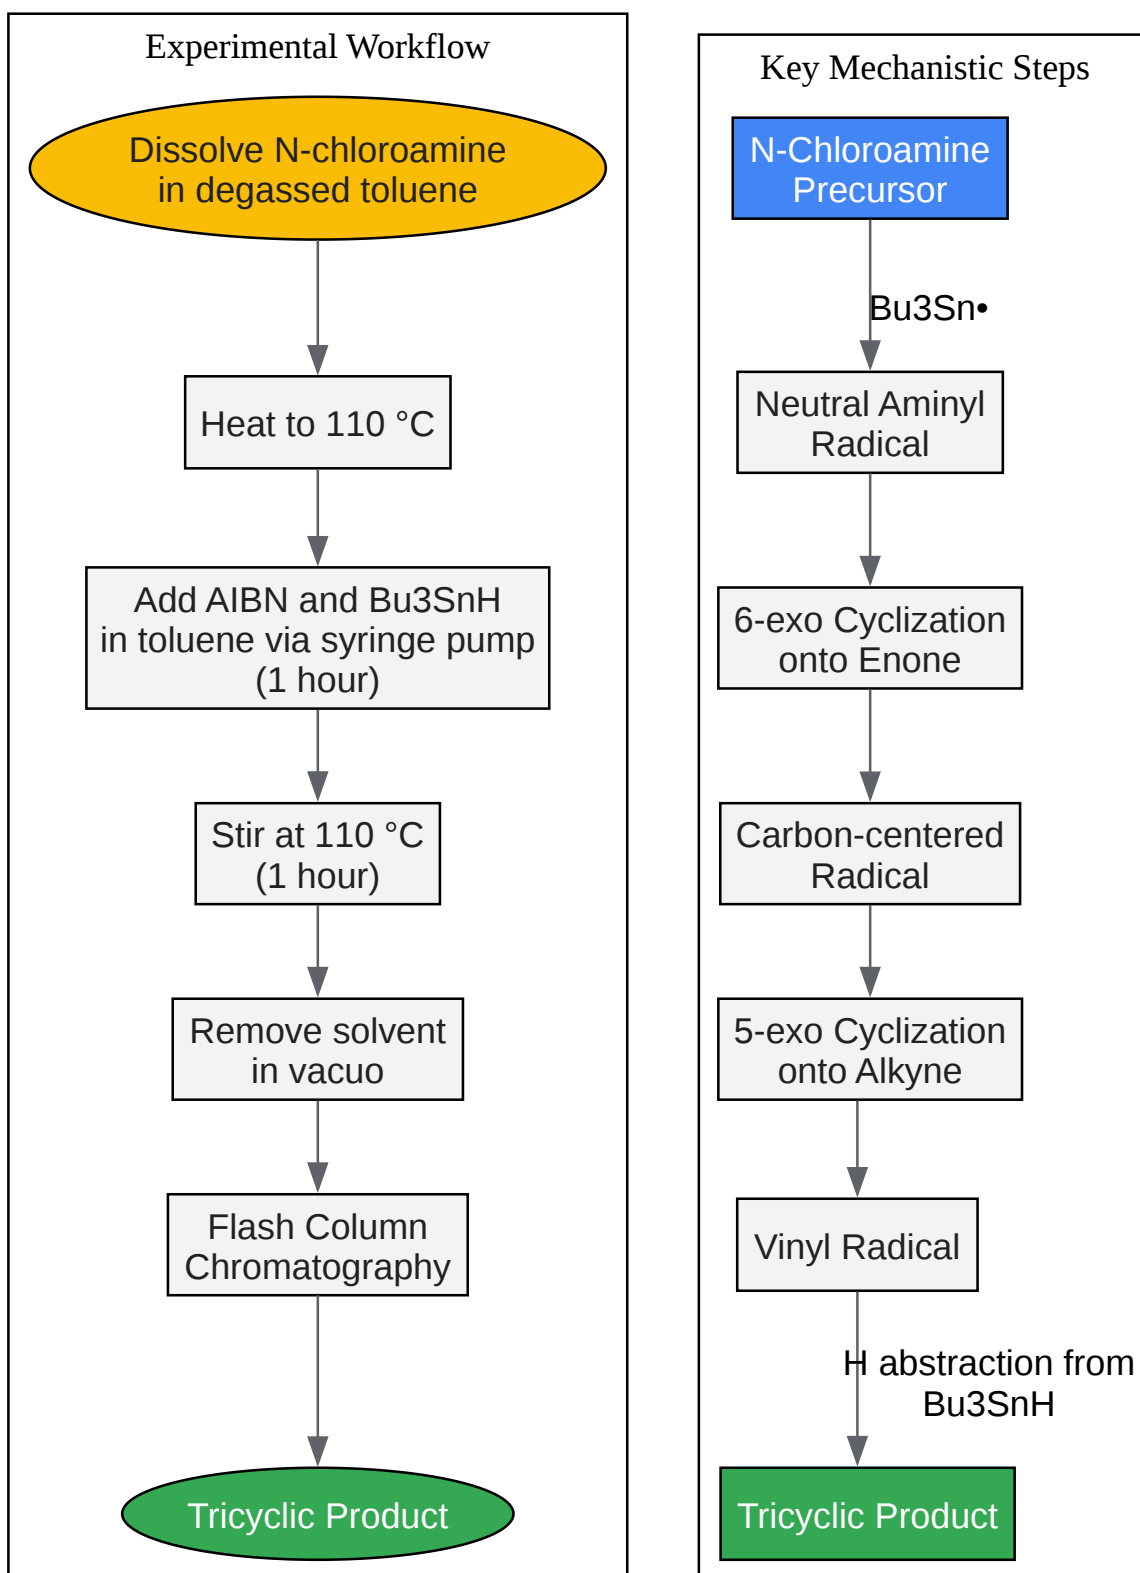 Experimental Workflow
Dissolve N-chloroamine
in degassed toluene
Heat to 110 °C
Add AIBN and Bu3SnH
in toluene via syringe pump
(1 hour)
Stir at 110 °C
(1 hour)
Remove solvent
in vacuo
Flash Column
Chromatography
Tricyclic Product
Key Mechanistic Steps
N-Chloroamine
Precursor
Bu3Sn•
Neutral Aminyl
Radical
6-exo Cyclization
onto Enone
Carbon-centered
Radical
5-exo Cyclization
onto Alkyne
Vinyl Radical
H abstraction from
Bu3SnH
Tricyclic Product